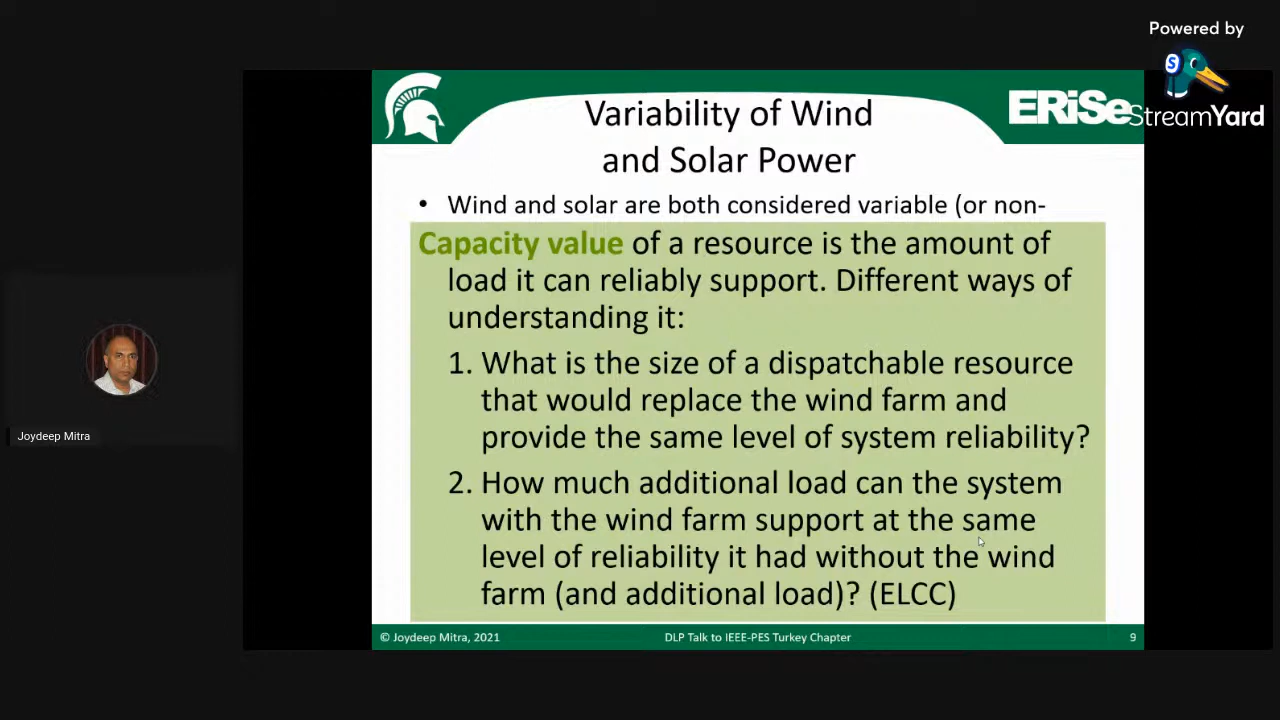 Powered by
S
StreamYard
ERiSe
Variability of Wind
and Solar Power
• Wind and solar are both considered variable (or non-
Capacity value of a resource is the amount of
load it can reliably support. Different ways of
understanding it:
1. What is the size of a dispatchable resource
that would replace the wind farm and
provide the same level of system reliability?
2. How much additional load can the system
with the wind farm support at the same
level of reliability it had without the wind
farm (and additional load)? (ELCC)
Joydeep Mitra
© Joydeep Mitra, 2021
DLP Talk to IEEE-PES Turkey Chapter
9